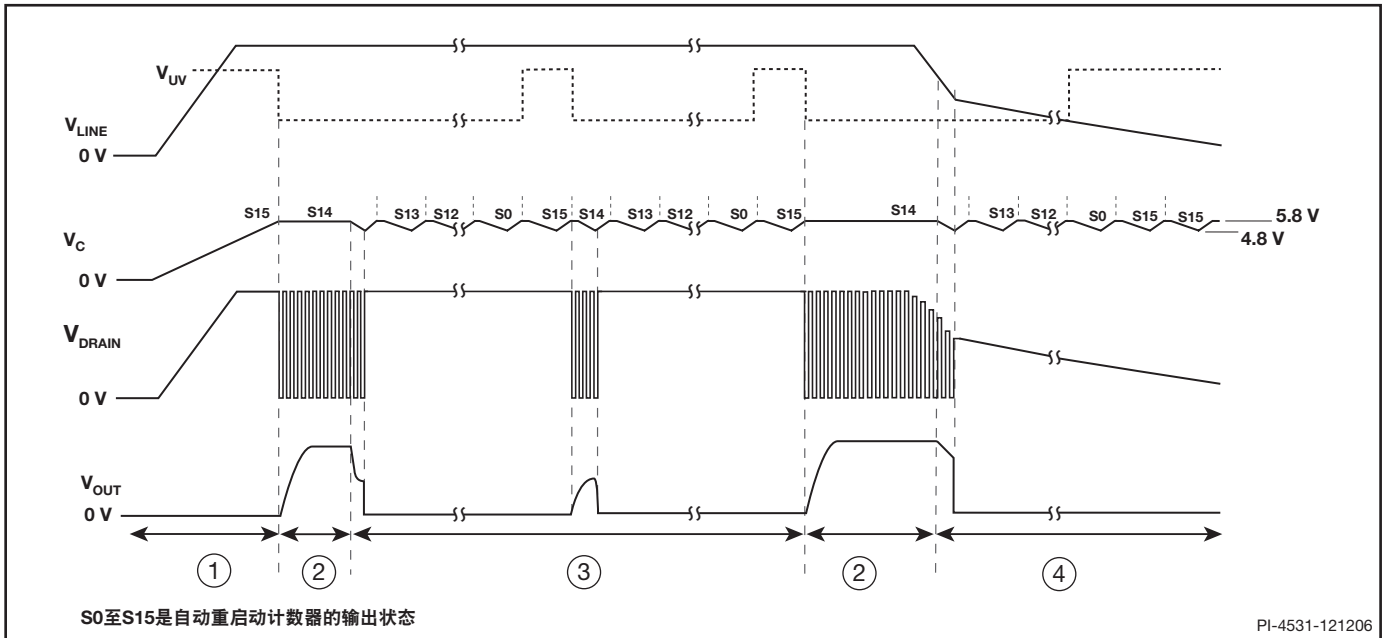 V_UV
V_LINE
0 V
S15 S14 S13 S12 S0 S15 S14 S13 S12 S0 S15 S14 S13 S12 S0 S15 S15
5.8 V
4.8 V
V_C
0 V
V_DRAIN
0 V
V_OUT
0 V
1 2 3 2 4
S0至S15是自动重启动计数器的输出状态
PI-4531-121206